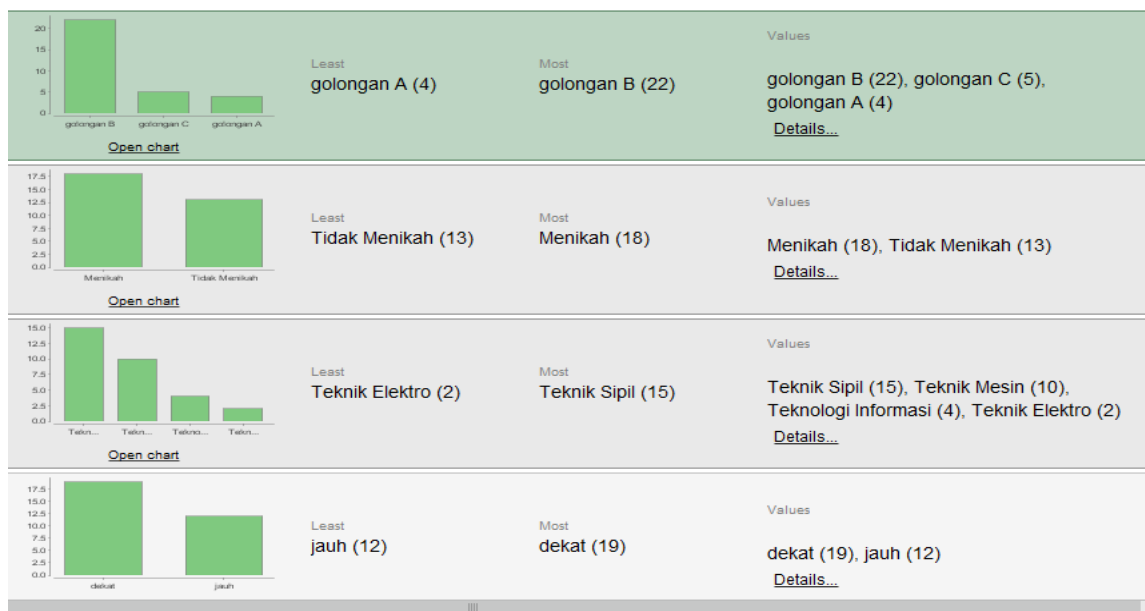 20
15
10
5
0
golongan B golongan C golongan A
Open chart
Least
golongan A (4)
Most
golongan B (22)
Values
golongan B (22), golongan C (5),
golongan A (4)
Details...
17.5
15.0
12.5
10.0
7.5
5.0
2.5
0.0
Menikah Tidak Menikah
Open chart
Least
Tidak Menikah (13)
Most
Menikah (18)
Values
Menikah (18), Tidak Menikah (13)
Details...
15.0
12.5
10.0
7.5
5.0
2.5
0.0
Tekn... Tekn... Tekno... Tekn...
Open chart
Least
Teknik Elektro (2)
Most
Teknik Sipil (15)
Values
Teknik Sipil (15), Teknik Mesin (10),
Teknologi Informasi (4), Teknik Elektro (2)
Details...
17.5
15.0
12.5
10.0
7.5
5.0
2.5
0.0
dekat jauh
Least
jauh (12)
Most
dekat (19)
Values
dekat (19), jauh (12)
Details...